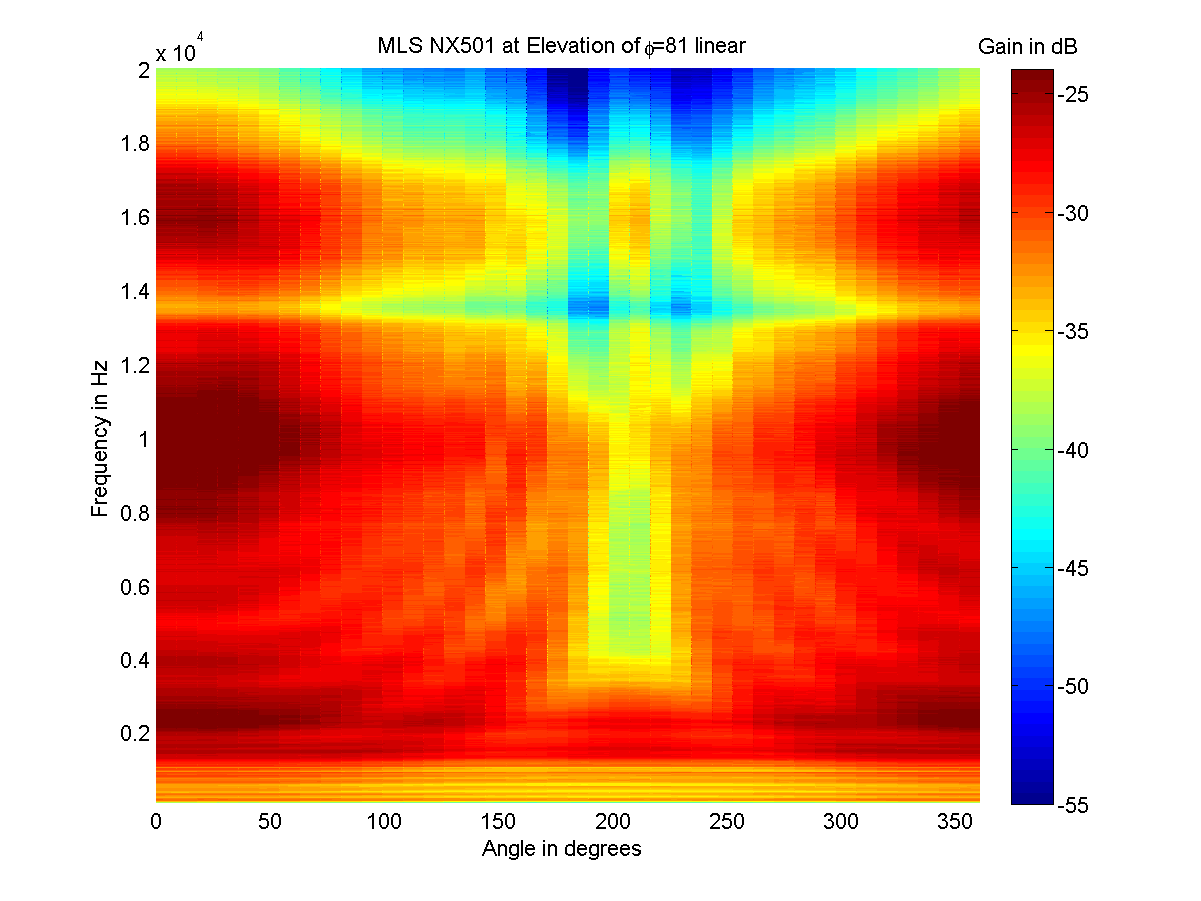 MLS NX501 at Elevation of ϕ=81 linear
Gain in dB
x 10^4
2
1.8
1.6
1.4
1.2
1
0.8
0.6
0.4
0.2
Frequency in Hz
0 50 100 150 200 250 300 350
Angle in degrees
-25
-30
-35
-40
-45
-50
-55